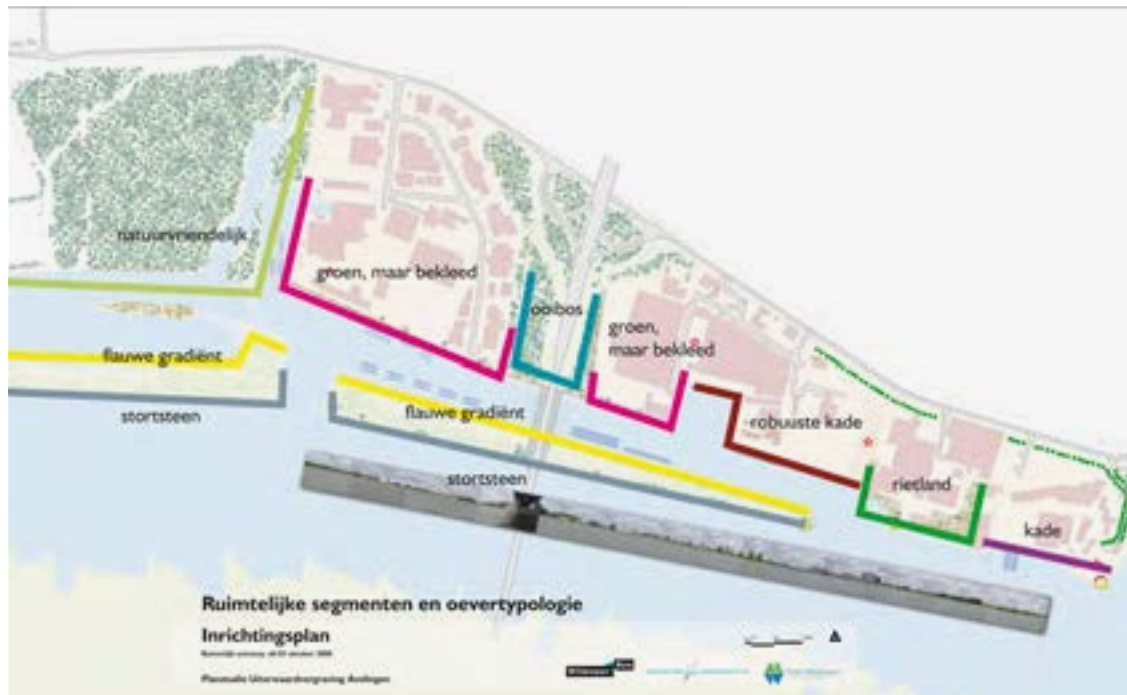 natuurvriendelijk
groen, maar bekleed
ooibos
groen,
maar bekleed
flauwe gradiënt
stortsteen
flauwe gradiënt
robuuste kade
stortsteen
rietland
kade
Ruimtelijke segmenten en oevertypologie
Inrichtingsplan
Planstudie Uiterwaardvergraving Avelingen